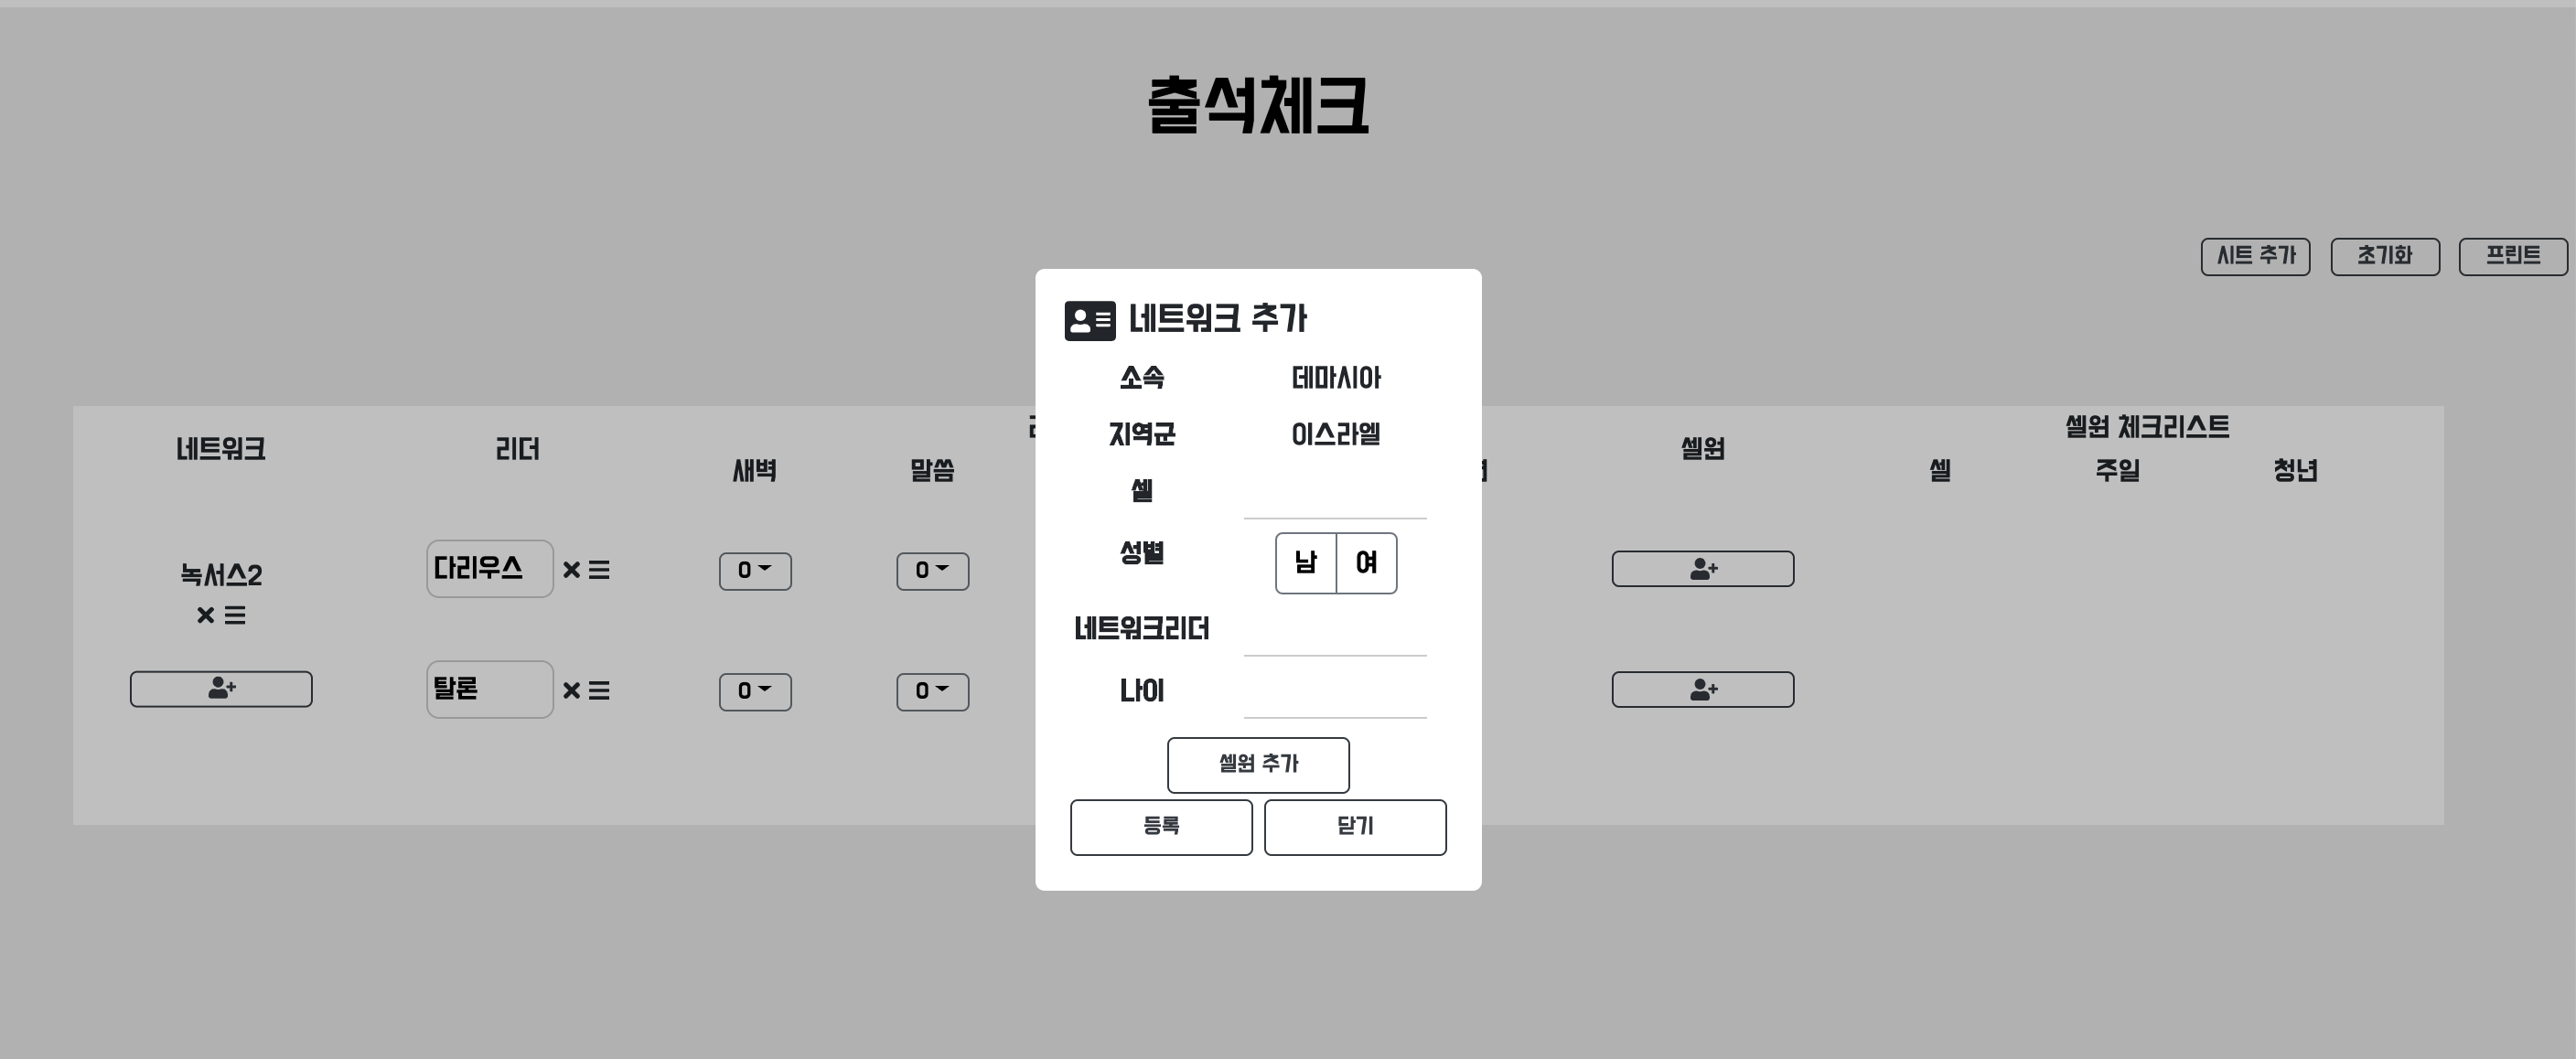 출석체크
시트 추가 초기화 프린트
네트워크 추가
소속 데마시아
지역군 이스라엘
셀
성별 남 여
네트워크리더
나이
셀원 추가
등록 닫기
네트워크 리더 셀원 셀원 체크리스트
새벽 말씀 셀 주일 청년
녹서스2 다리우스 0 0
탈론 0 0